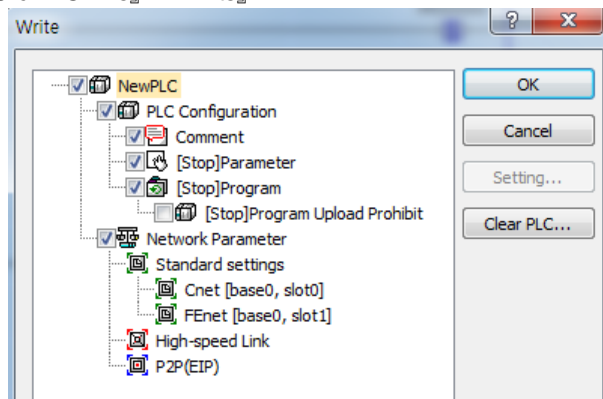 Write
NewPLC
PLC Configuration
Comment
[Stop]Parameter
[Stop]Program
[Stop]Program Upload Prohibit
Network Parameter
Standard settings
Cnet [base0, slot0]
FEnet [base0, slot1]
High-speed Link
P2P(EIP)
OK
Cancel
Setting...
Clear PLC...